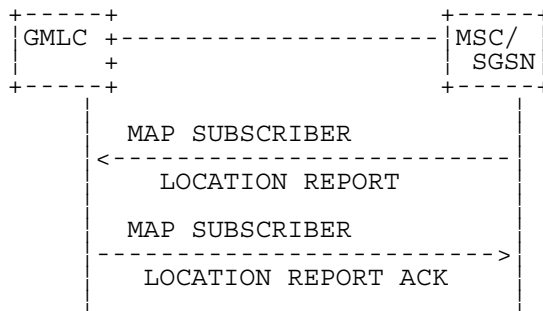 GMLC MSC/
SGSN
MAP SUBSCRIBER
LOCATION REPORT
MAP SUBSCRIBER
LOCATION REPORT ACK